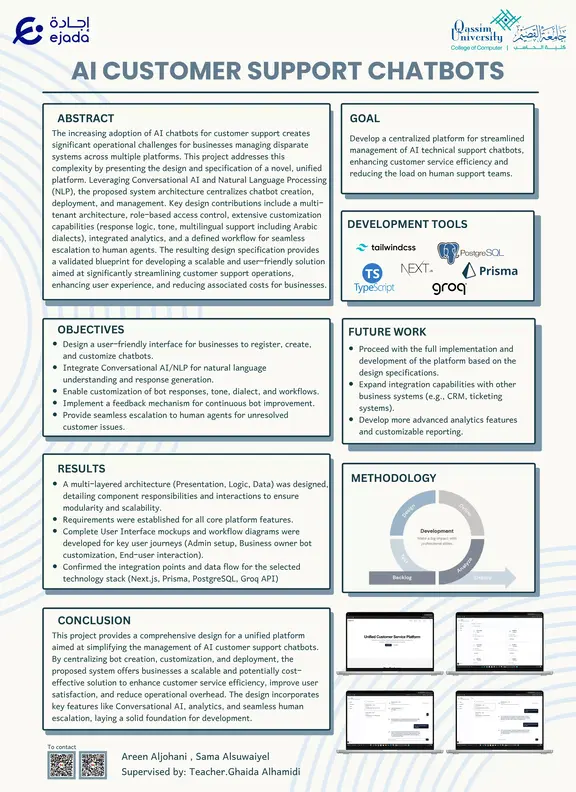 إجادة
ejada
Qassim
University
College of Computer
جامعة القصيم
كلية الحاسب
AI CUSTOMER SUPPORT CHATBOTS
ABSTRACT
The increasing adoption of AI chatbots for customer support creates
significant operational challenges for businesses managing disparate
systems across multiple platforms. This project addresses this
complexity by presenting the design and specification of a novel, unified
platform. Leveraging Conversational AI and Natural Language Processing
(NLP), the proposed system architecture centralizes chatbot creation,
deployment, and management. Key design contributions include a multi-
tenant architecture, role-based access control, extensive customization
capabilities (response logic, tone, multilingual support including Arabic
dialects), integrated analytics, and a defined workflow for seamless
escalation to human agents. The resulting design specification provides
a validated blueprint for developing a scalable and user-friendly solution
aimed at significantly streamlining customer support operations,
enhancing user experience, and reducing associated costs for businesses.
GOAL
Develop a centralized platform for streamlined
management of AI technical support chatbots,
enhancing customer service efficiency and
reducing the load on human support teams.
DEVELOPMENT TOOLS
tailwindcss
PostgreSQL
TS
TypeScript
NEXT.JS
Prisma
groq
OBJECTIVES
• Design a user-friendly interface for businesses to register, create,
and customize chatbots.
• Integrate Conversational AI/NLP for natural language
understanding and response generation.
• Enable customization of bot responses, tone, dialect, and workflows.
• Implement a feedback mechanism for continuous bot improvement.
• Provide seamless escalation to human agents for unresolved
customer issues.
FUTURE WORK
• Proceed with the full implementation and
development of the platform based on the
design specifications.
• Expand integration capabilities with other
business systems (e.g., CRM, ticketing
systems).
• Develop more advanced analytics features
and customizable reporting.
RESULTS
• A multi-layered architecture (Presentation, Logic, Data) was designed,
detailing component responsibilities and interactions to ensure
modularity and scalability.
• Requirements were established for all core platform features.
• Complete User Interface mockups and workflow diagrams were
developed for key user journeys (Admin setup, Business owner bot
customization, End-user interaction).
• Confirmed the integration points and data flow for the selected
technology stack (Next.js, Prisma, PostgreSQL, Groq API)
METHODOLOGY
Design
Development
Make a big impact with
professional slides
Analyze
Backlog
CONCLUSION
This project provides a comprehensive design for a unified platform
aimed at simplifying the management of AI customer support chatbots.
By centralizing bot creation, customization, and deployment, the
proposed system offers businesses a scalable and potentially cost-
effective solution to enhance customer service efficiency, improve user
satisfaction, and reduce operational overhead. The design incorporates
key features like Conversational AI, analytics, and seamless human
escalation, laying a solid foundation for development.
Unified Customer Service Platform
To contact
Areen Aljohani , Sama Alsuwaiyel
Supervised by: Teacher.Ghaida Alhamidi